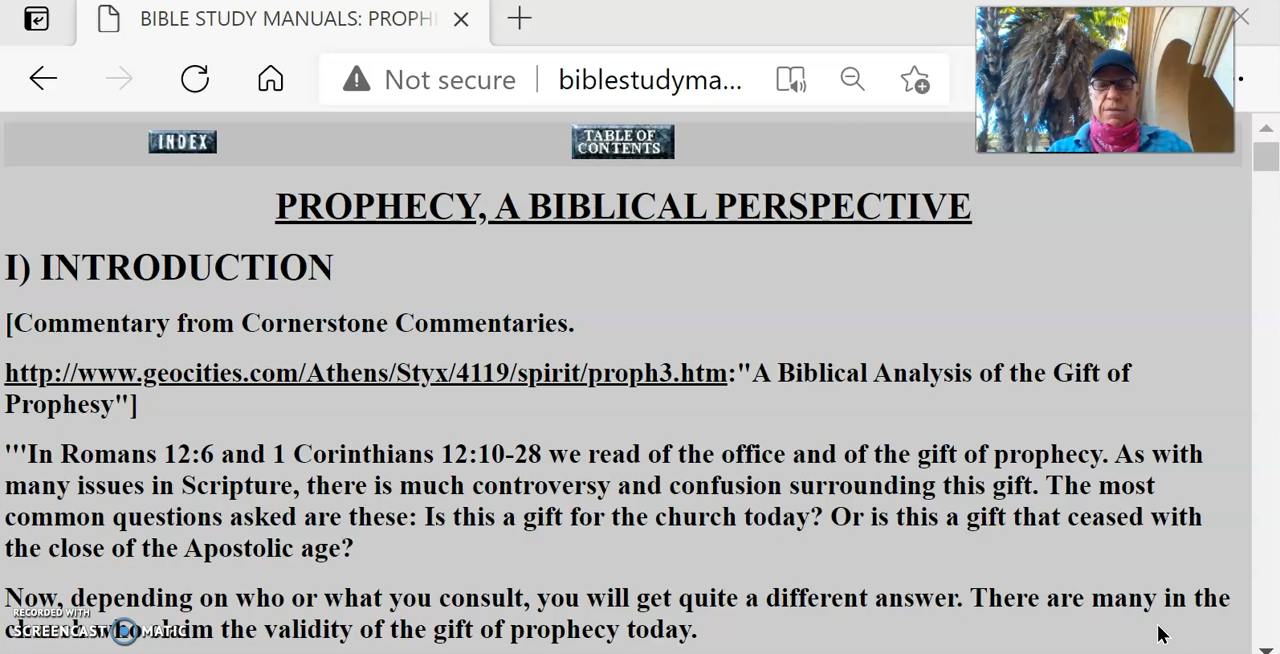 BIBLE STUDY MANUALS: PROPHI
Not secure
biblestudyma...
INDEX
TABLE OF
CONTENTS
PROPHECY, A BIBLICAL PERSPECTIVE
I) INTRODUCTION
[Commentary from Cornerstone Commentaries.
http://www.geocities.com/Athens/Styx/4119/spirit/proph3.htm:"A Biblical Analysis of the Gift of
Prophesy"]
'"In Romans 12:6 and 1 Corinthians 12:10-28 we read of the office and of the gift of prophecy. As with
many issues in Scripture, there is much controversy and confusion surrounding this gift. The most
common questions asked are these: Is this a gift for the church today? Or is this a gift that ceased with
the close of the Apostolic age?
Now, depending on who or what you consult, you will get quite a different answer. There are many in the
claim the validity of the gift of prophecy today.
RECORDED WITH
SCREENCAST MATIC